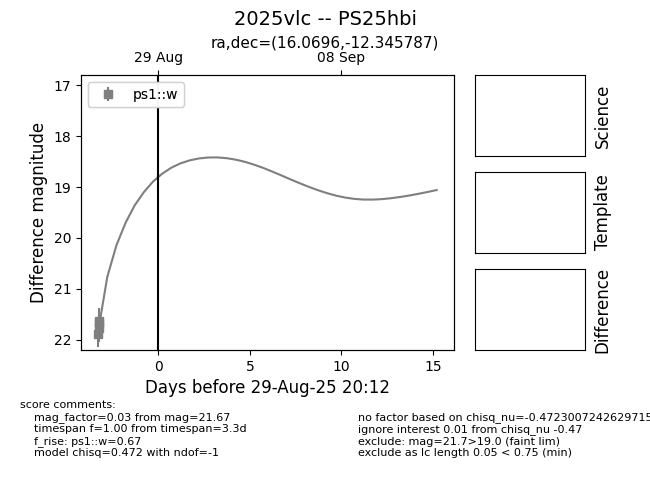 2025vlc -- PS25hbi
ra,dec=(16.0696,-12.345787)
29 Aug 08 Sep
ps1::w
17
18
19
20
21
22
Difference magnitude
0 5 10 15
Days before 29-Aug-25 20:12
Science
Template
Difference
score comments:
mag_factor=0.03 from mag=21.67
timespan f=1.00 from timespan=3.3d
f_rise: ps1::w=0.67
model chisq=0.472 with ndof=-1
no factor based on chisq_nu=-0.4723007242629715
ignore interest 0.01 from chisq_nu -0.47
exclude: mag=21.7>19.0 (faint lim)
exclude as lc length 0.05 < 0.75 (min)